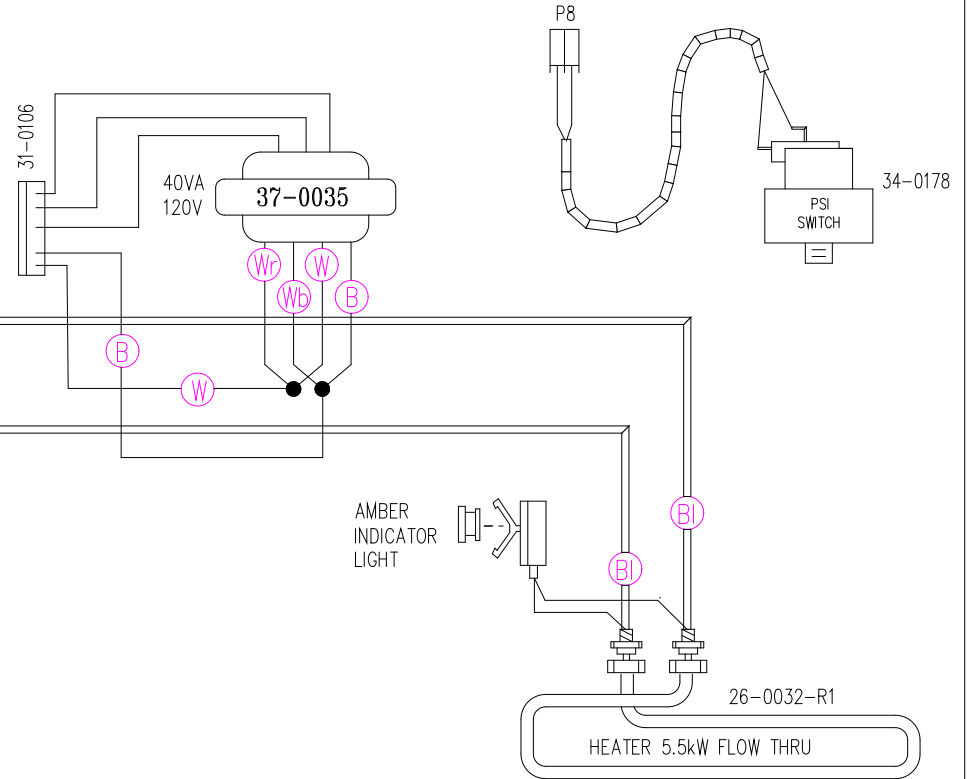 P8
31-0106
40VA
120V
37-0035
34-0178
PSI
SWITCH
Wr
W
Wb
B
B
W
AMBER
INDICATOR
LIGHT
Bl
Bl
26-0032-R1
HEATER 5.5kW FLOW THRU